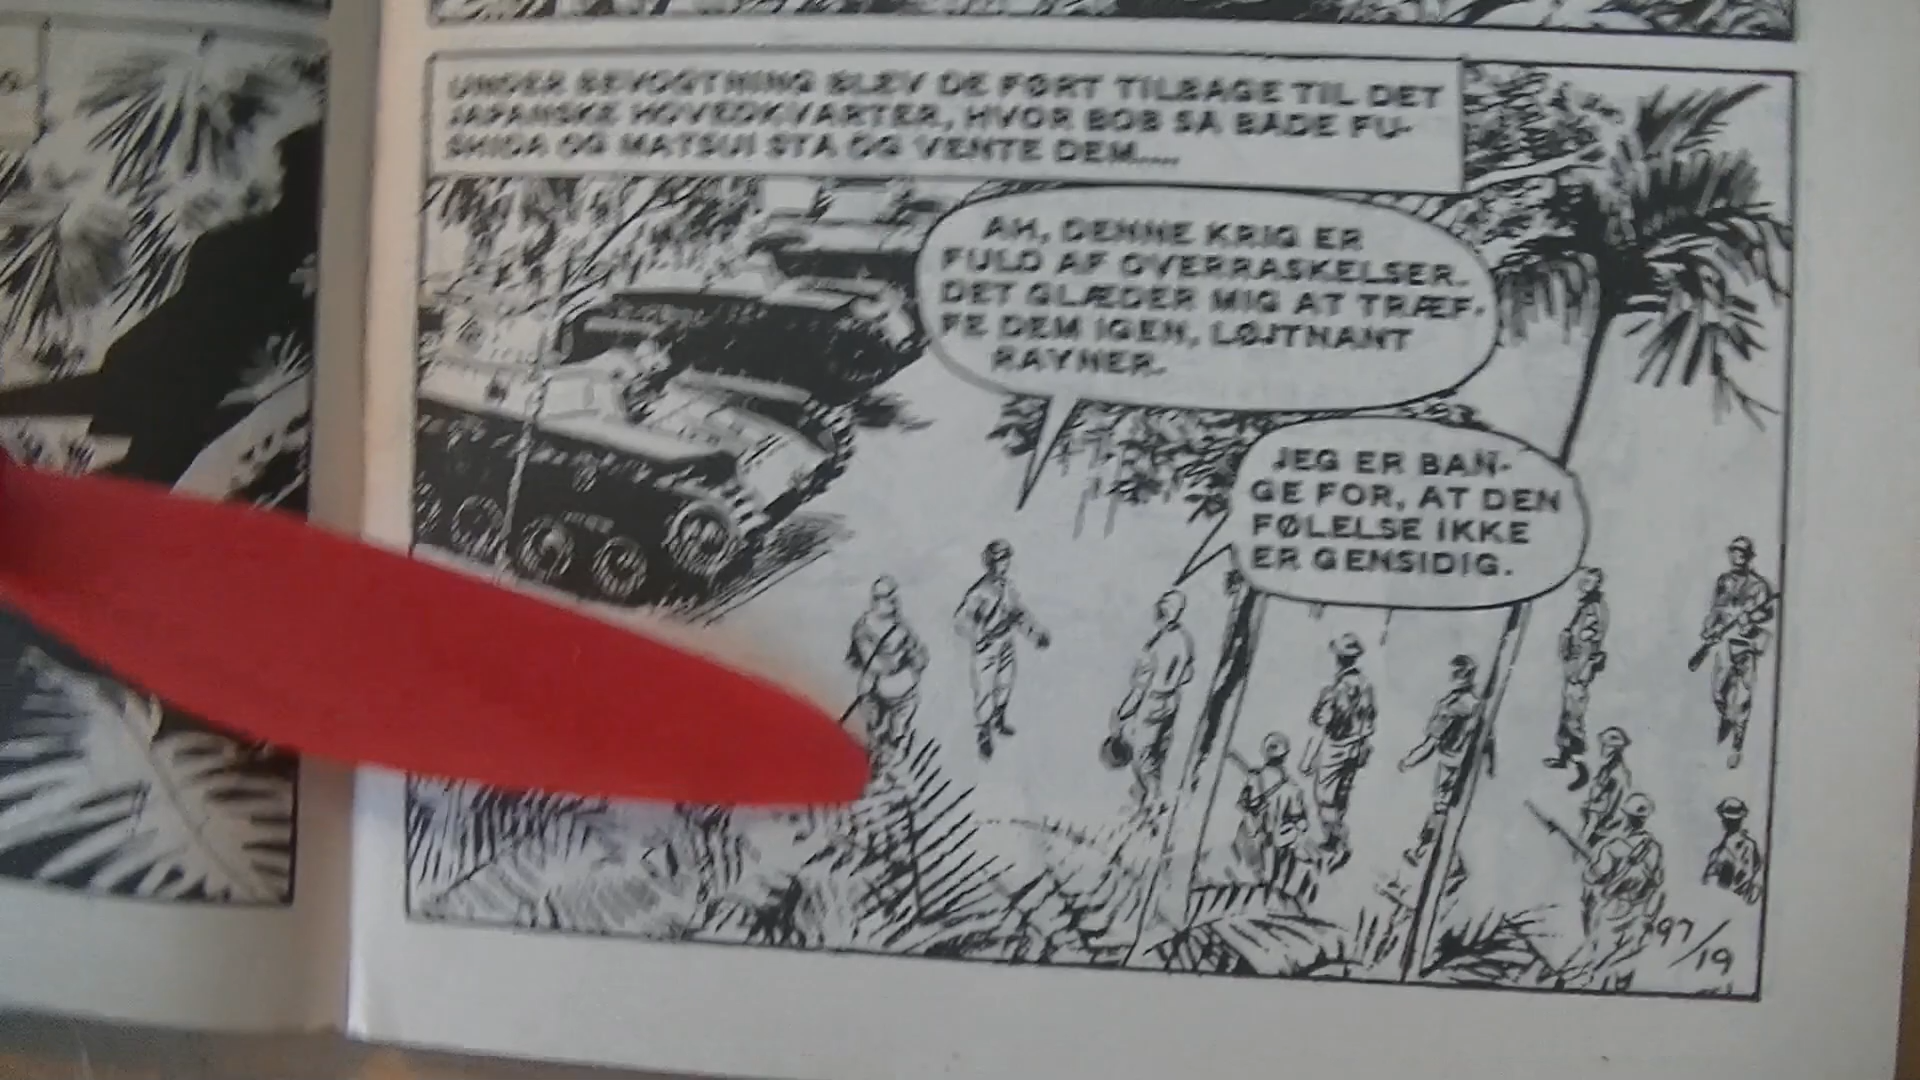 UNDER BEVOGTNING BLEV DE FØRT TILBAGE TIL DET
JAPANSKE HOVEDKVARTER, HVOR BOB SÅ BÅDE FU-
SHIDA OG MATSUI STÅ OG VENTE DEM....
AH, DENNE KRIG ER
FULD AF OVERRASKELSER.
DET GLÆDER MIG AT TRÆF-
FE DEM IGEN, LØJTNANT
RAYNER.
JEG ER BAN-
GE FOR, AT DEN
FØLELSE IKKE
ER GENSIDIG.
97/19